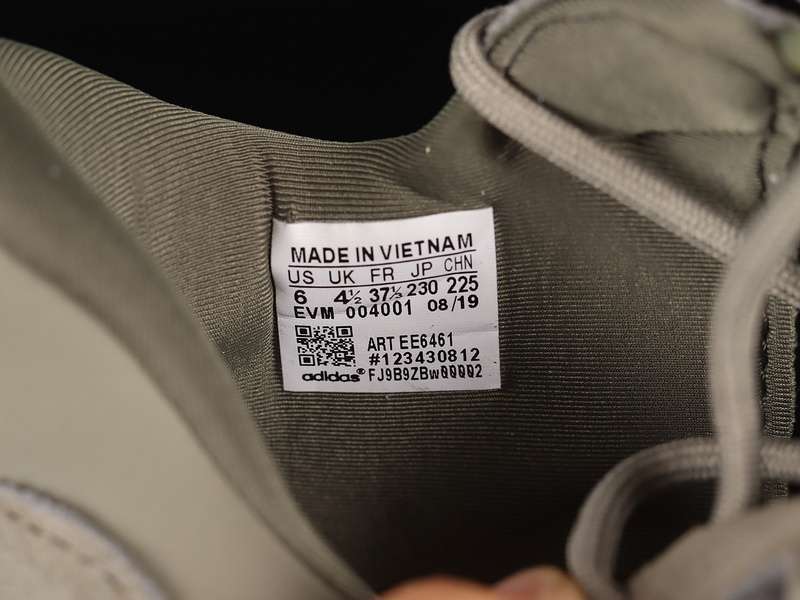 MADE IN VIETNAM
US UK FR JP CHN
6 4½ 37⅓ 230 225
EVM 004001 08/19
ART EE6461
#123430812
adidas® FJ9B9ZBw00002